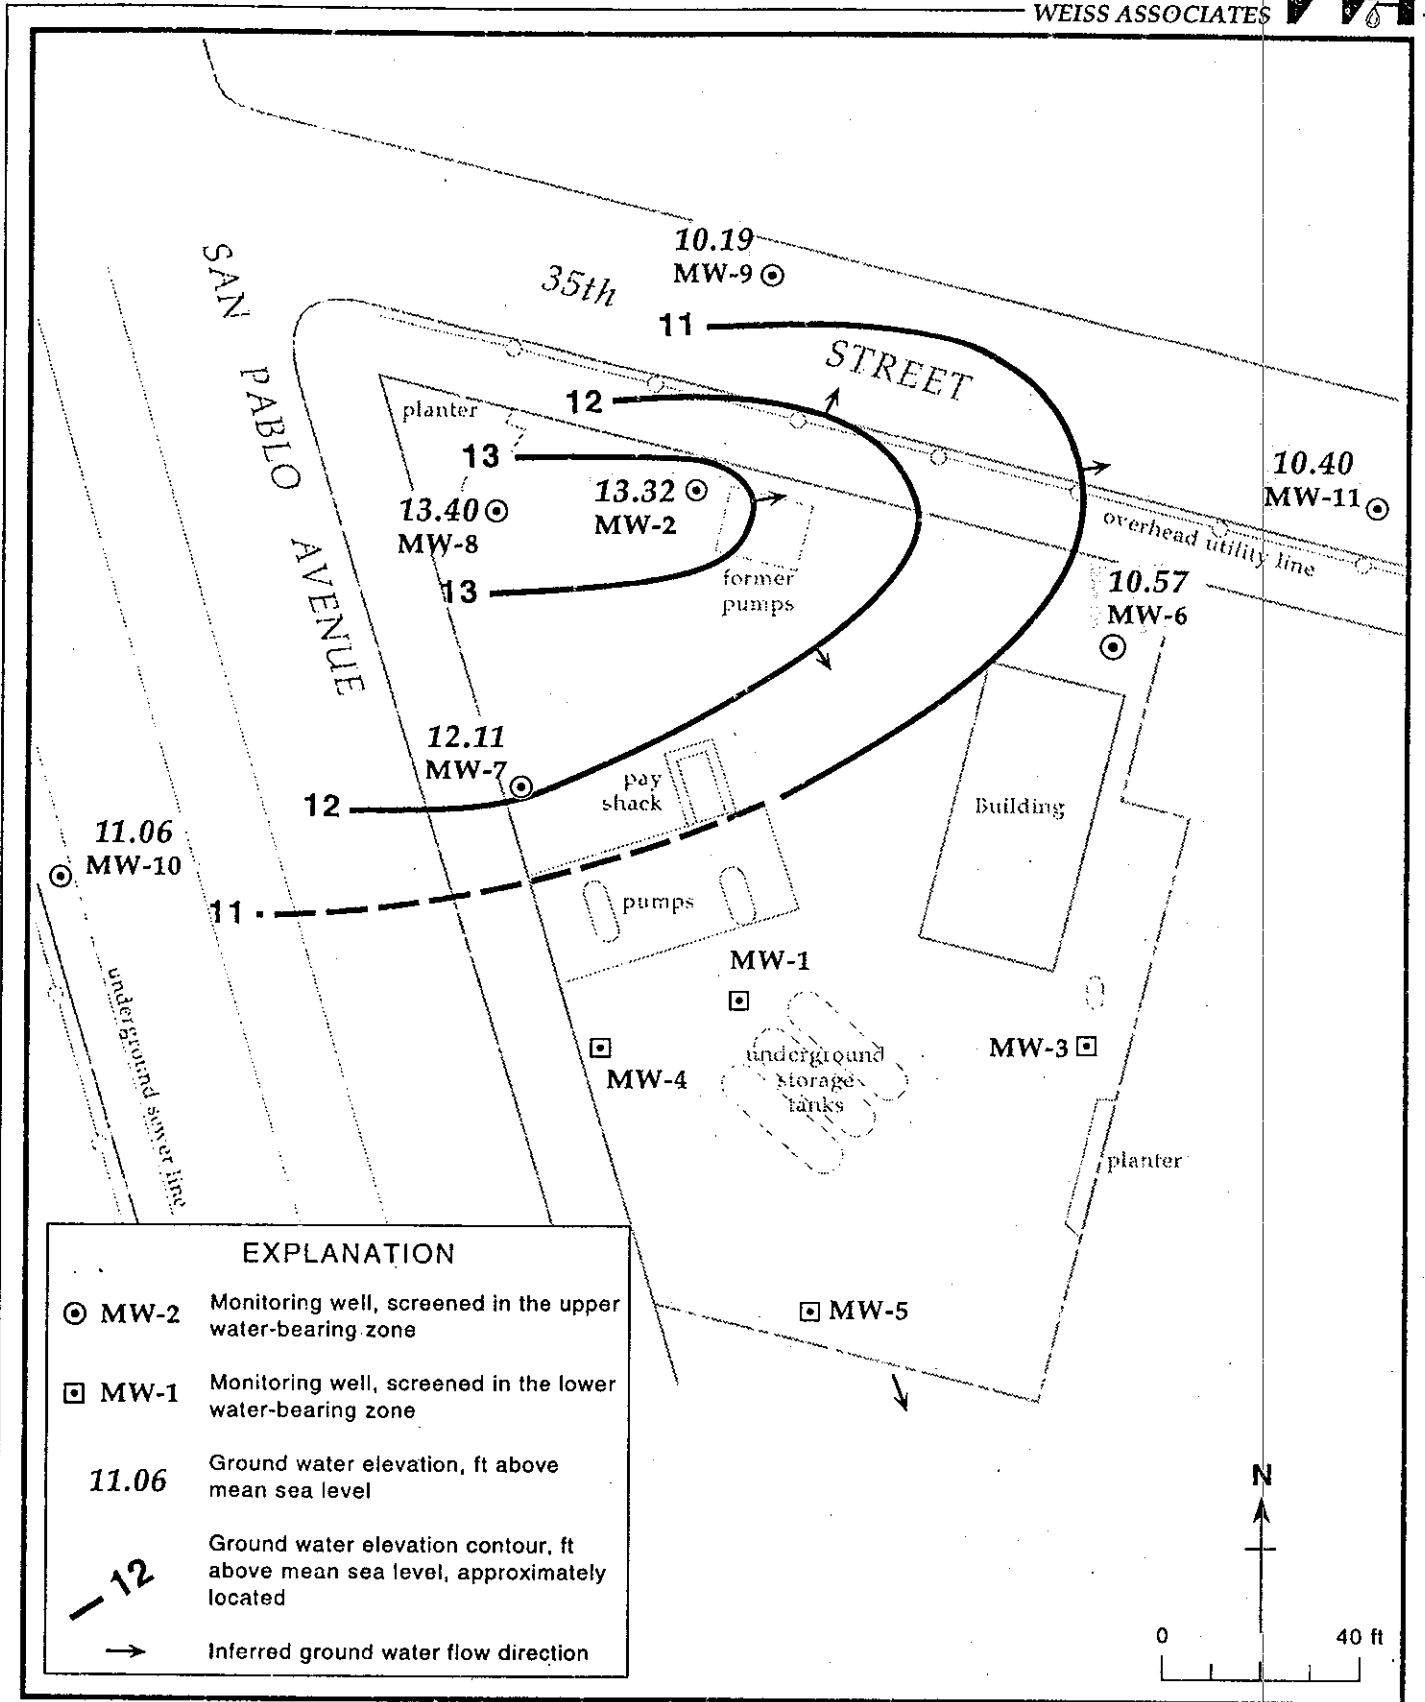 WEISS ASSOCIATES
SAN PABLO AVENUE
35th STREET
10.19
MW-9
11
12
planter
13
13.32
MW-2
13.40
MW-8
10.40
MW-11
overhead utility line
13
former
pumps
10.57
MW-6
12.11
MW-7
pay
shack
12
Building
11.06
MW-10
11
pumps
MW-1
underground sewer line
MW-4
underground
storage
tanks
MW-3
planter
MW-5
EXPLANATION
MW-2 Monitoring well, screened in the upper
water-bearing zone
MW-1 Monitoring well, screened in the lower
water-bearing zone
11.06 Ground water elevation, ft above
mean sea level
12 Ground water elevation contour, ft
above mean sea level, approximately
located
Inferred ground water flow direction
N
0 40 ft